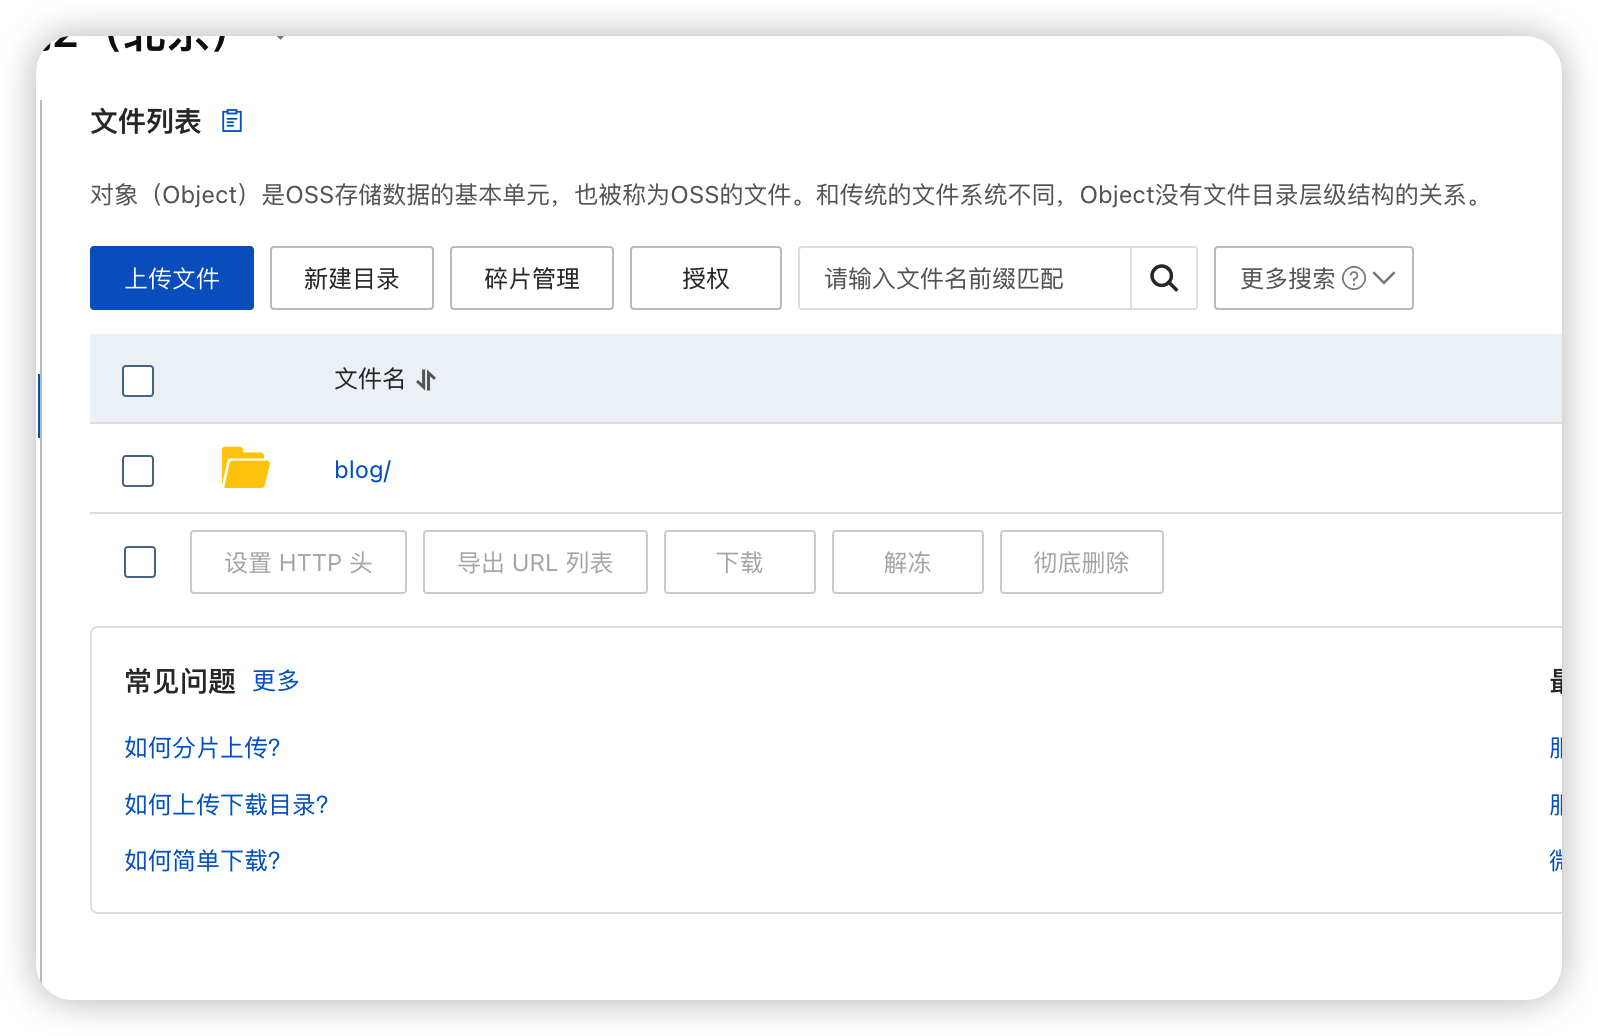 2（北京）
文件列表
对象（Object）是OSS存储数据的基本单元，也被称为OSS的文件。和传统的文件系统不同，Object没有文件目录层级结构的关系。
上传文件 新建目录 碎片管理 授权 请输入文件名前缀匹配 更多搜索
文件名
blog/
设置 HTTP 头 导出 URL 列表 下载 解冻 彻底删除
常见问题 更多
如何分片上传?
如何上传下载目录?
如何简单下载?